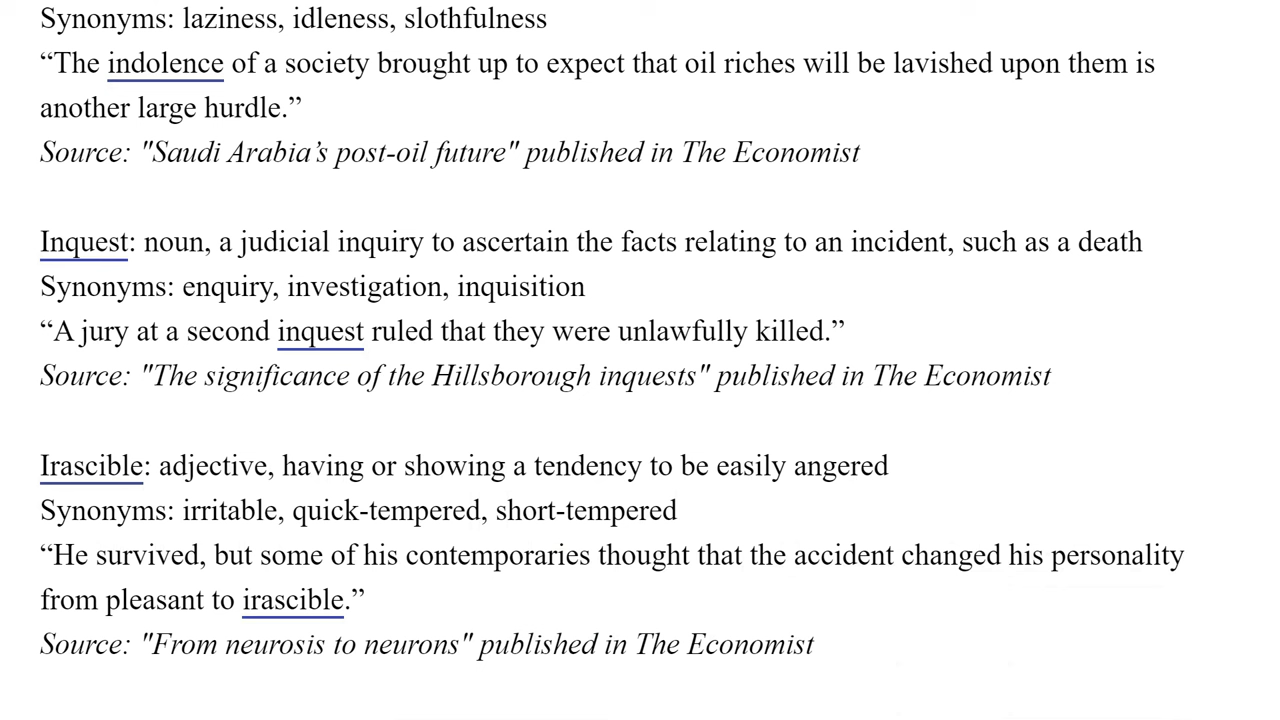 Synonyms: laziness, idleness, slothfulness
“The indolence of a society brought up to expect that oil riches will be lavished upon them is
another large hurdle.”
Source: "Saudi Arabia’s post-oil future" published in The Economist
Inquest: noun, a judicial inquiry to ascertain the facts relating to an incident, such as a death
Synonyms: enquiry, investigation, inquisition
“A jury at a second inquest ruled that they were unlawfully killed.”
Source: "The significance of the Hillsborough inquests" published in The Economist
Irascible: adjective, having or showing a tendency to be easily angered
Synonyms: irritable, quick-tempered, short-tempered
“He survived, but some of his contemporaries thought that the accident changed his personality
from pleasant to irascible.”
Source: "From neurosis to neurons" published in The Economist